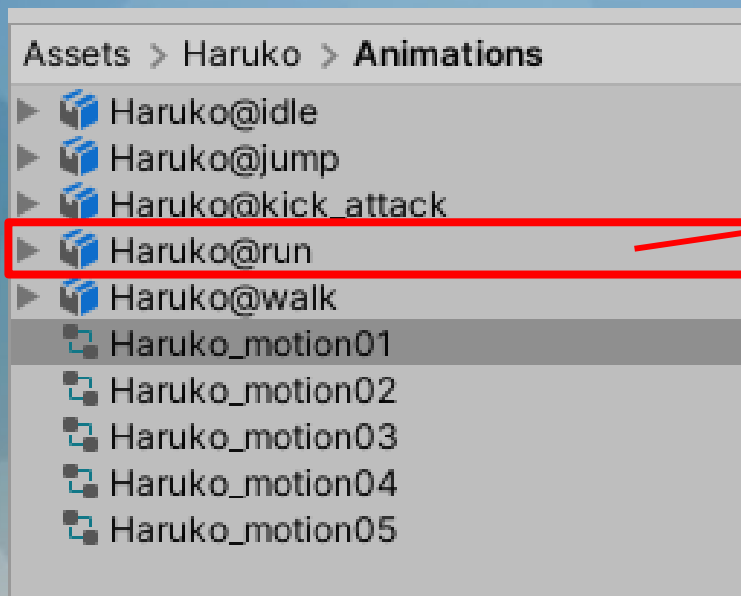 Assets > Haruko > Animations
Haruko@idle
Haruko@jump
Haruko@kick_attack
Haruko@run
Haruko@walk
Haruko_motion01
Haruko_motion02
Haruko_motion03
Haruko_motion04
Haruko_motion05